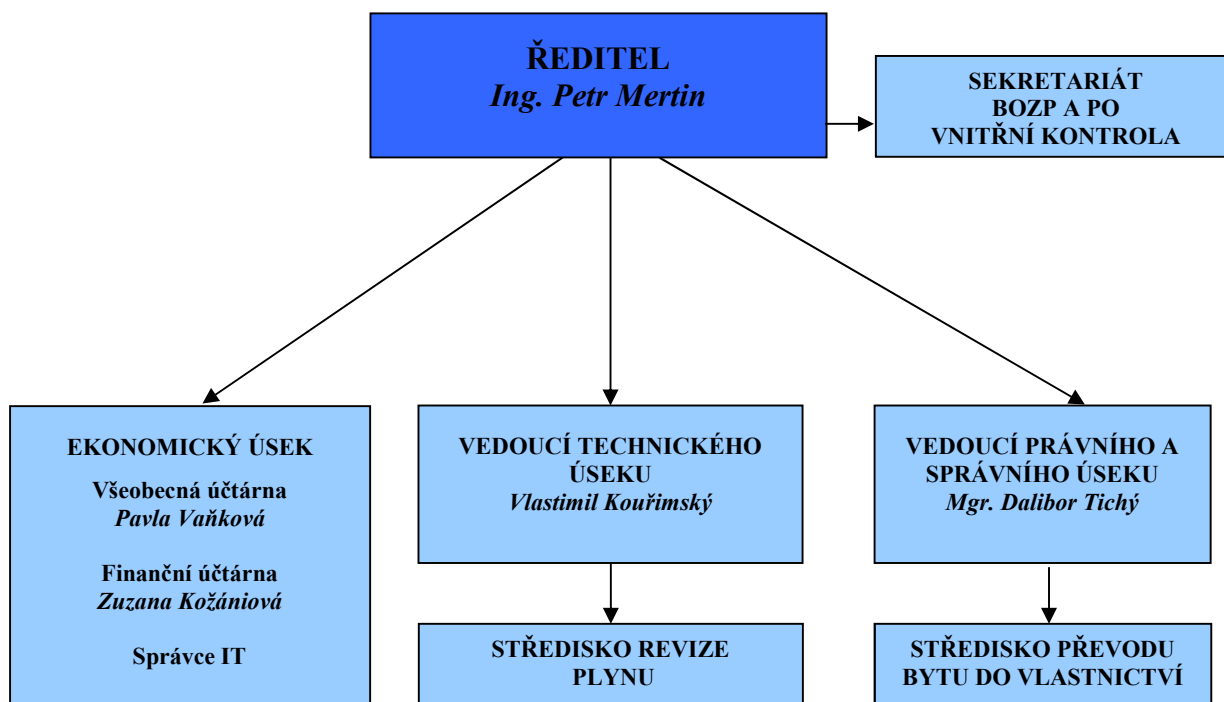 ŘEDITEL
Ing. Petr Mertin
SEKRETARIÁT
BOZP A PO
VNITŘNÍ KONTROLA
EKONOMICKÝ ÚSEK
Všeobecná účtárna
Pavla Vaňková
Finanční účtárna
Zuzana Kožániová
Správce IT
VEDOUCÍ TECHNICKÉHO
ÚSEKU
Vlastimil Kouřimský
STŘEDISKO REVIZE
PLYNU
VEDOUCÍ PRÁVNÍHO A
SPRÁVNÍHO ÚSEKU
Mgr. Dalibor Tichý
STŘEDISKO PŘEVODU
BYTU DO VLASTNICTVÍ